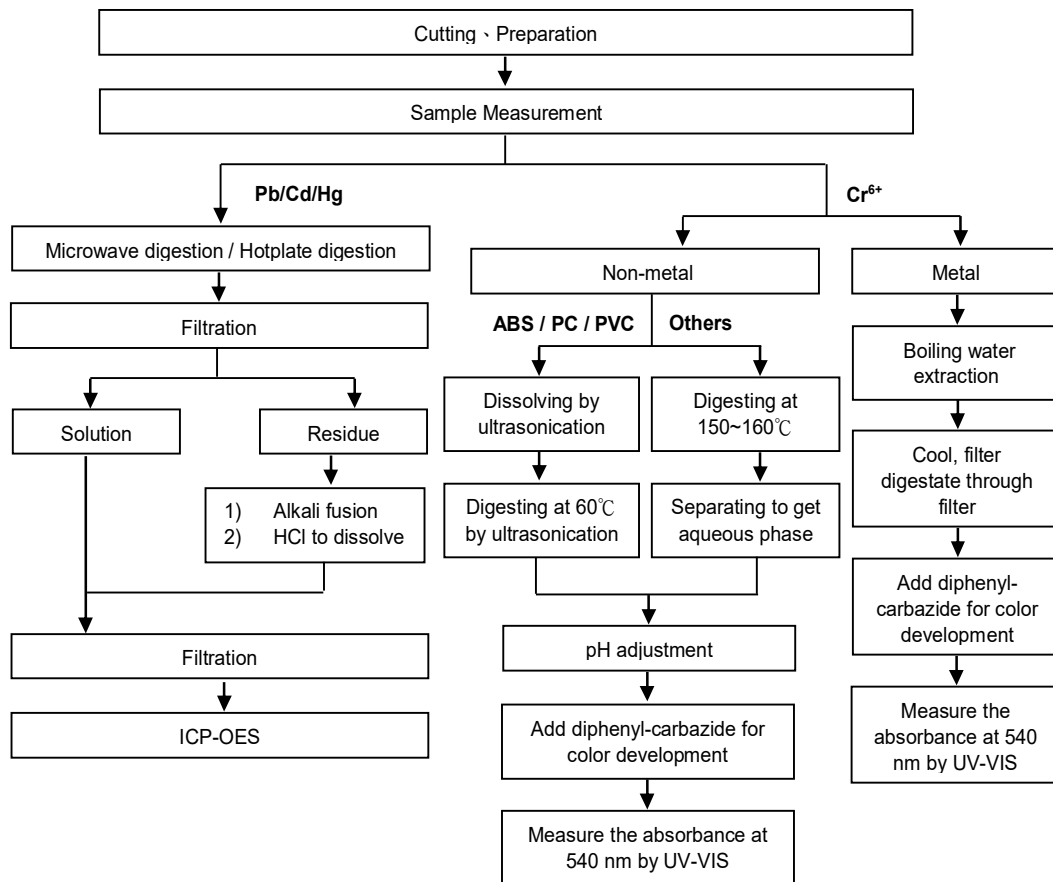 Cutting、Preparation
Sample Measurement
Pb/Cd/Hg
Cr6+
Microwave digestion / Hotplate digestion
Non-metal
Metal
Filtration
ABS / PC / PVC
Others
Boiling water
extraction
Solution
Residue
Dissolving by
ultrasonication
Digesting at
150~160℃
Cool, filter
digestate through
filter
1) Alkali fusion
2) HCl to dissolve
Digesting at 60℃
by ultrasonication
Separating to get
aqueous phase
Add diphenyl-
carbazide for color
development
Filtration
pH adjustment
ICP-OES
Add diphenyl-carbazide for
color development
Measure the
absorbance at 540
nm by UV-VIS
Measure the absorbance at
540 nm by UV-VIS